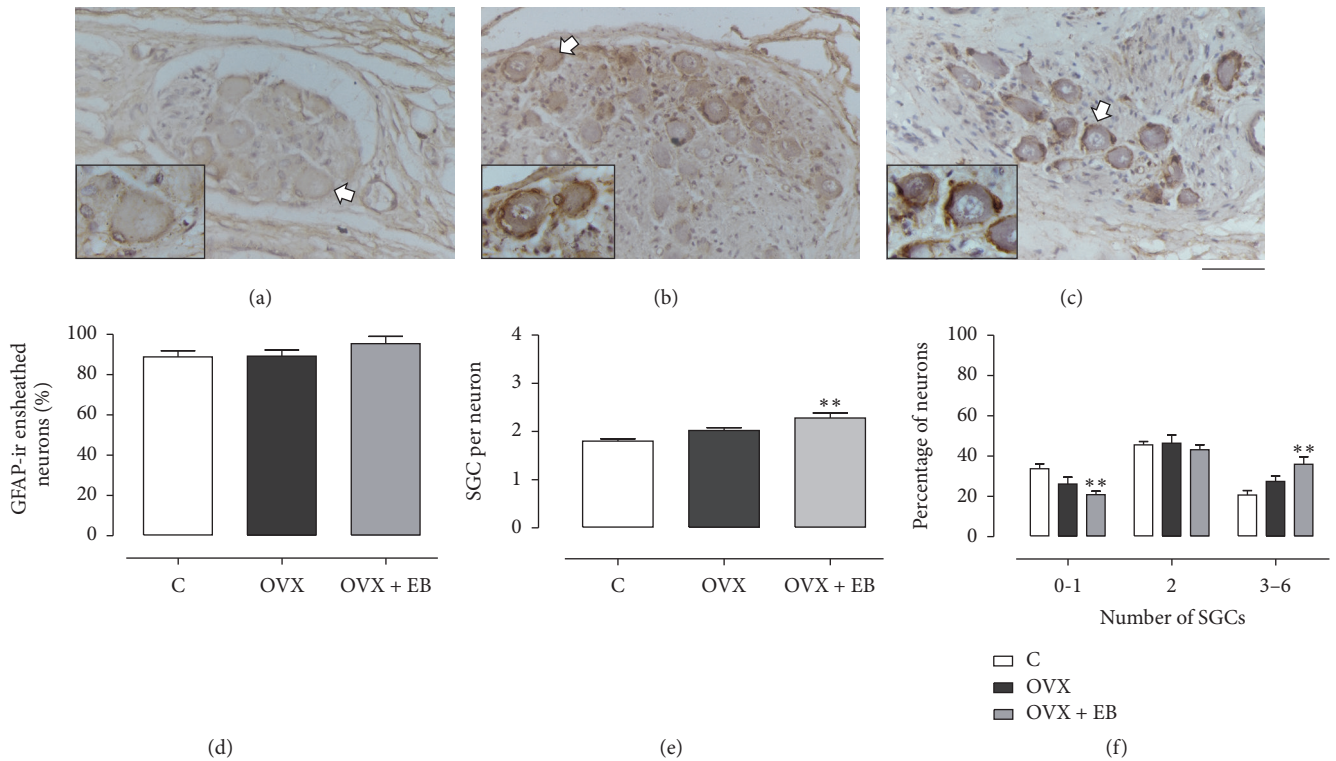 (a)
(b)
(c)
GFAP-ir ensheathed
neurons (%)
100
80
60
40
20
0
C
OVX
OVX + EB
(d)
SGC per neuron
4
3
2
1
0
**
C
OVX
OVX + EB
(e)
Percentage of neurons
100
80
60
40
20
0
**
**
0-1
2
3–6
Number of SGCs
C
OVX
OVX + EB
(f)